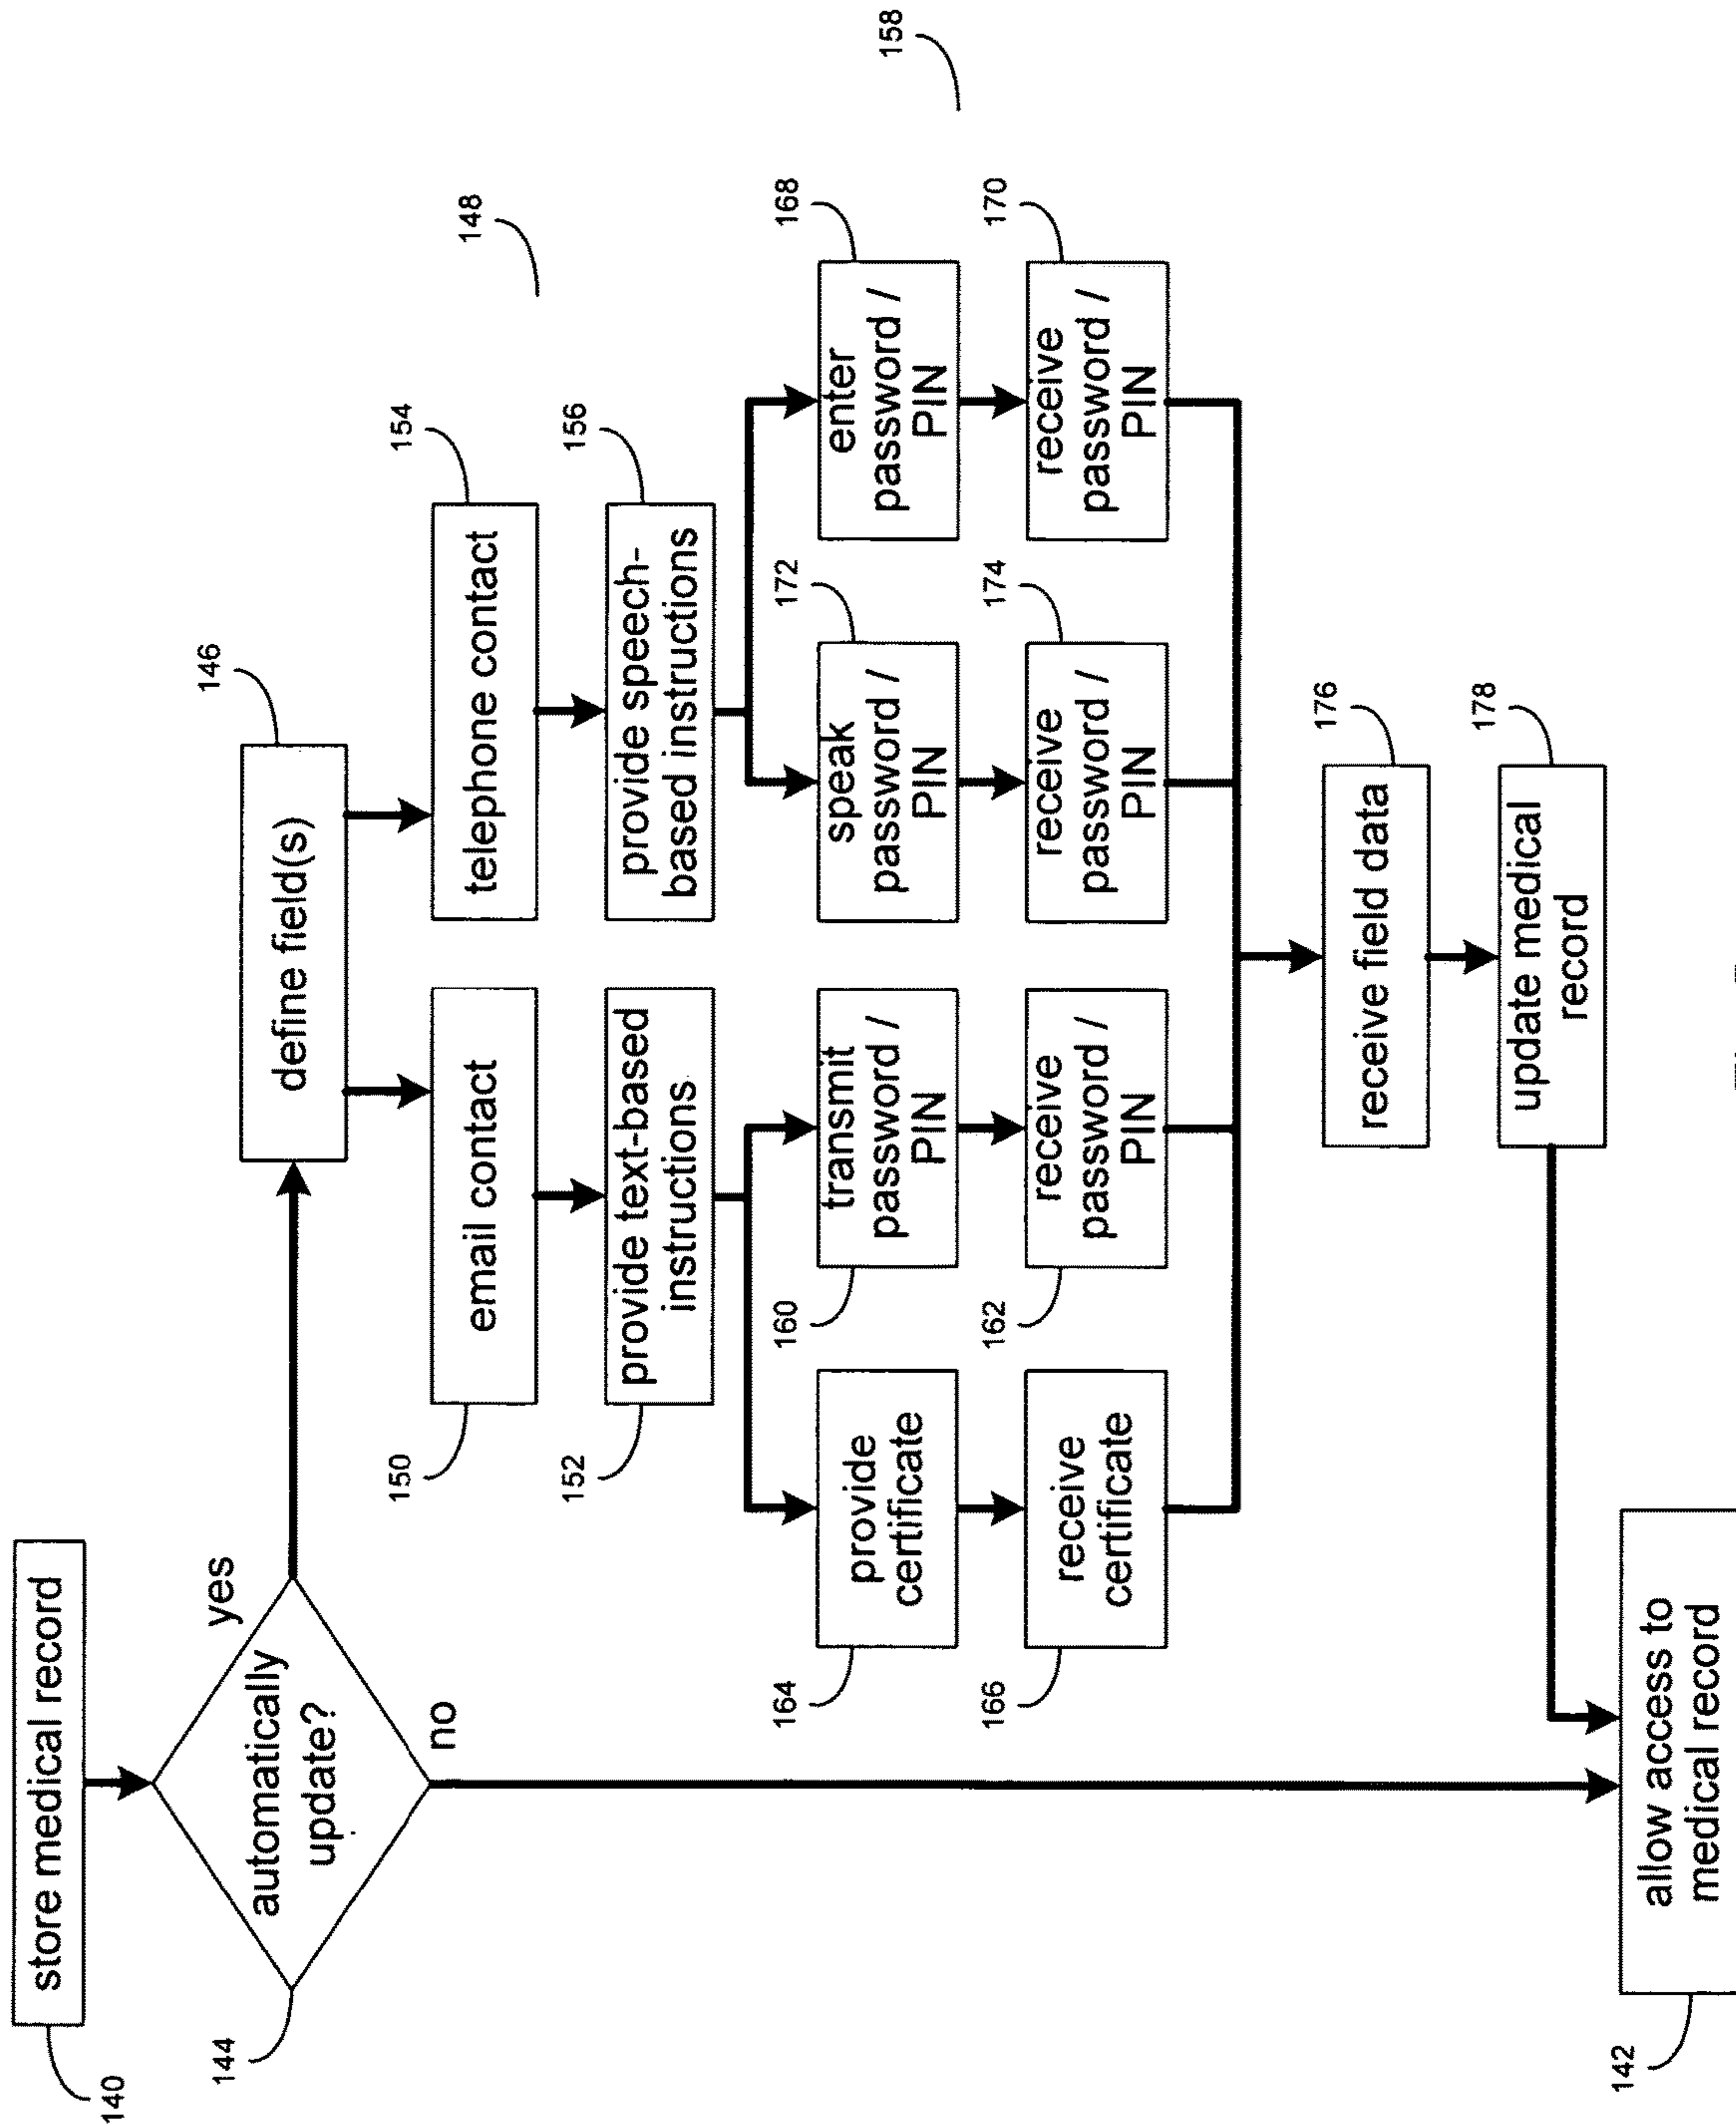 140
store medical record
144
automatically
update?
yes
no
146
define field(s)
148
150
email contact
154
telephone contact
152
provide text-based
instructions
156
provide speech-
based instructions
158
164
provide
certificate
160
transmit
password /
PIN
172
speak
password /
PIN
168
enter
password /
PIN
166
receive
certificate
162
receive
password /
PIN
174
receive
password /
PIN
170
receive
password /
PIN
176
receive field data
178
update medical
record
142
allow access to
medical record